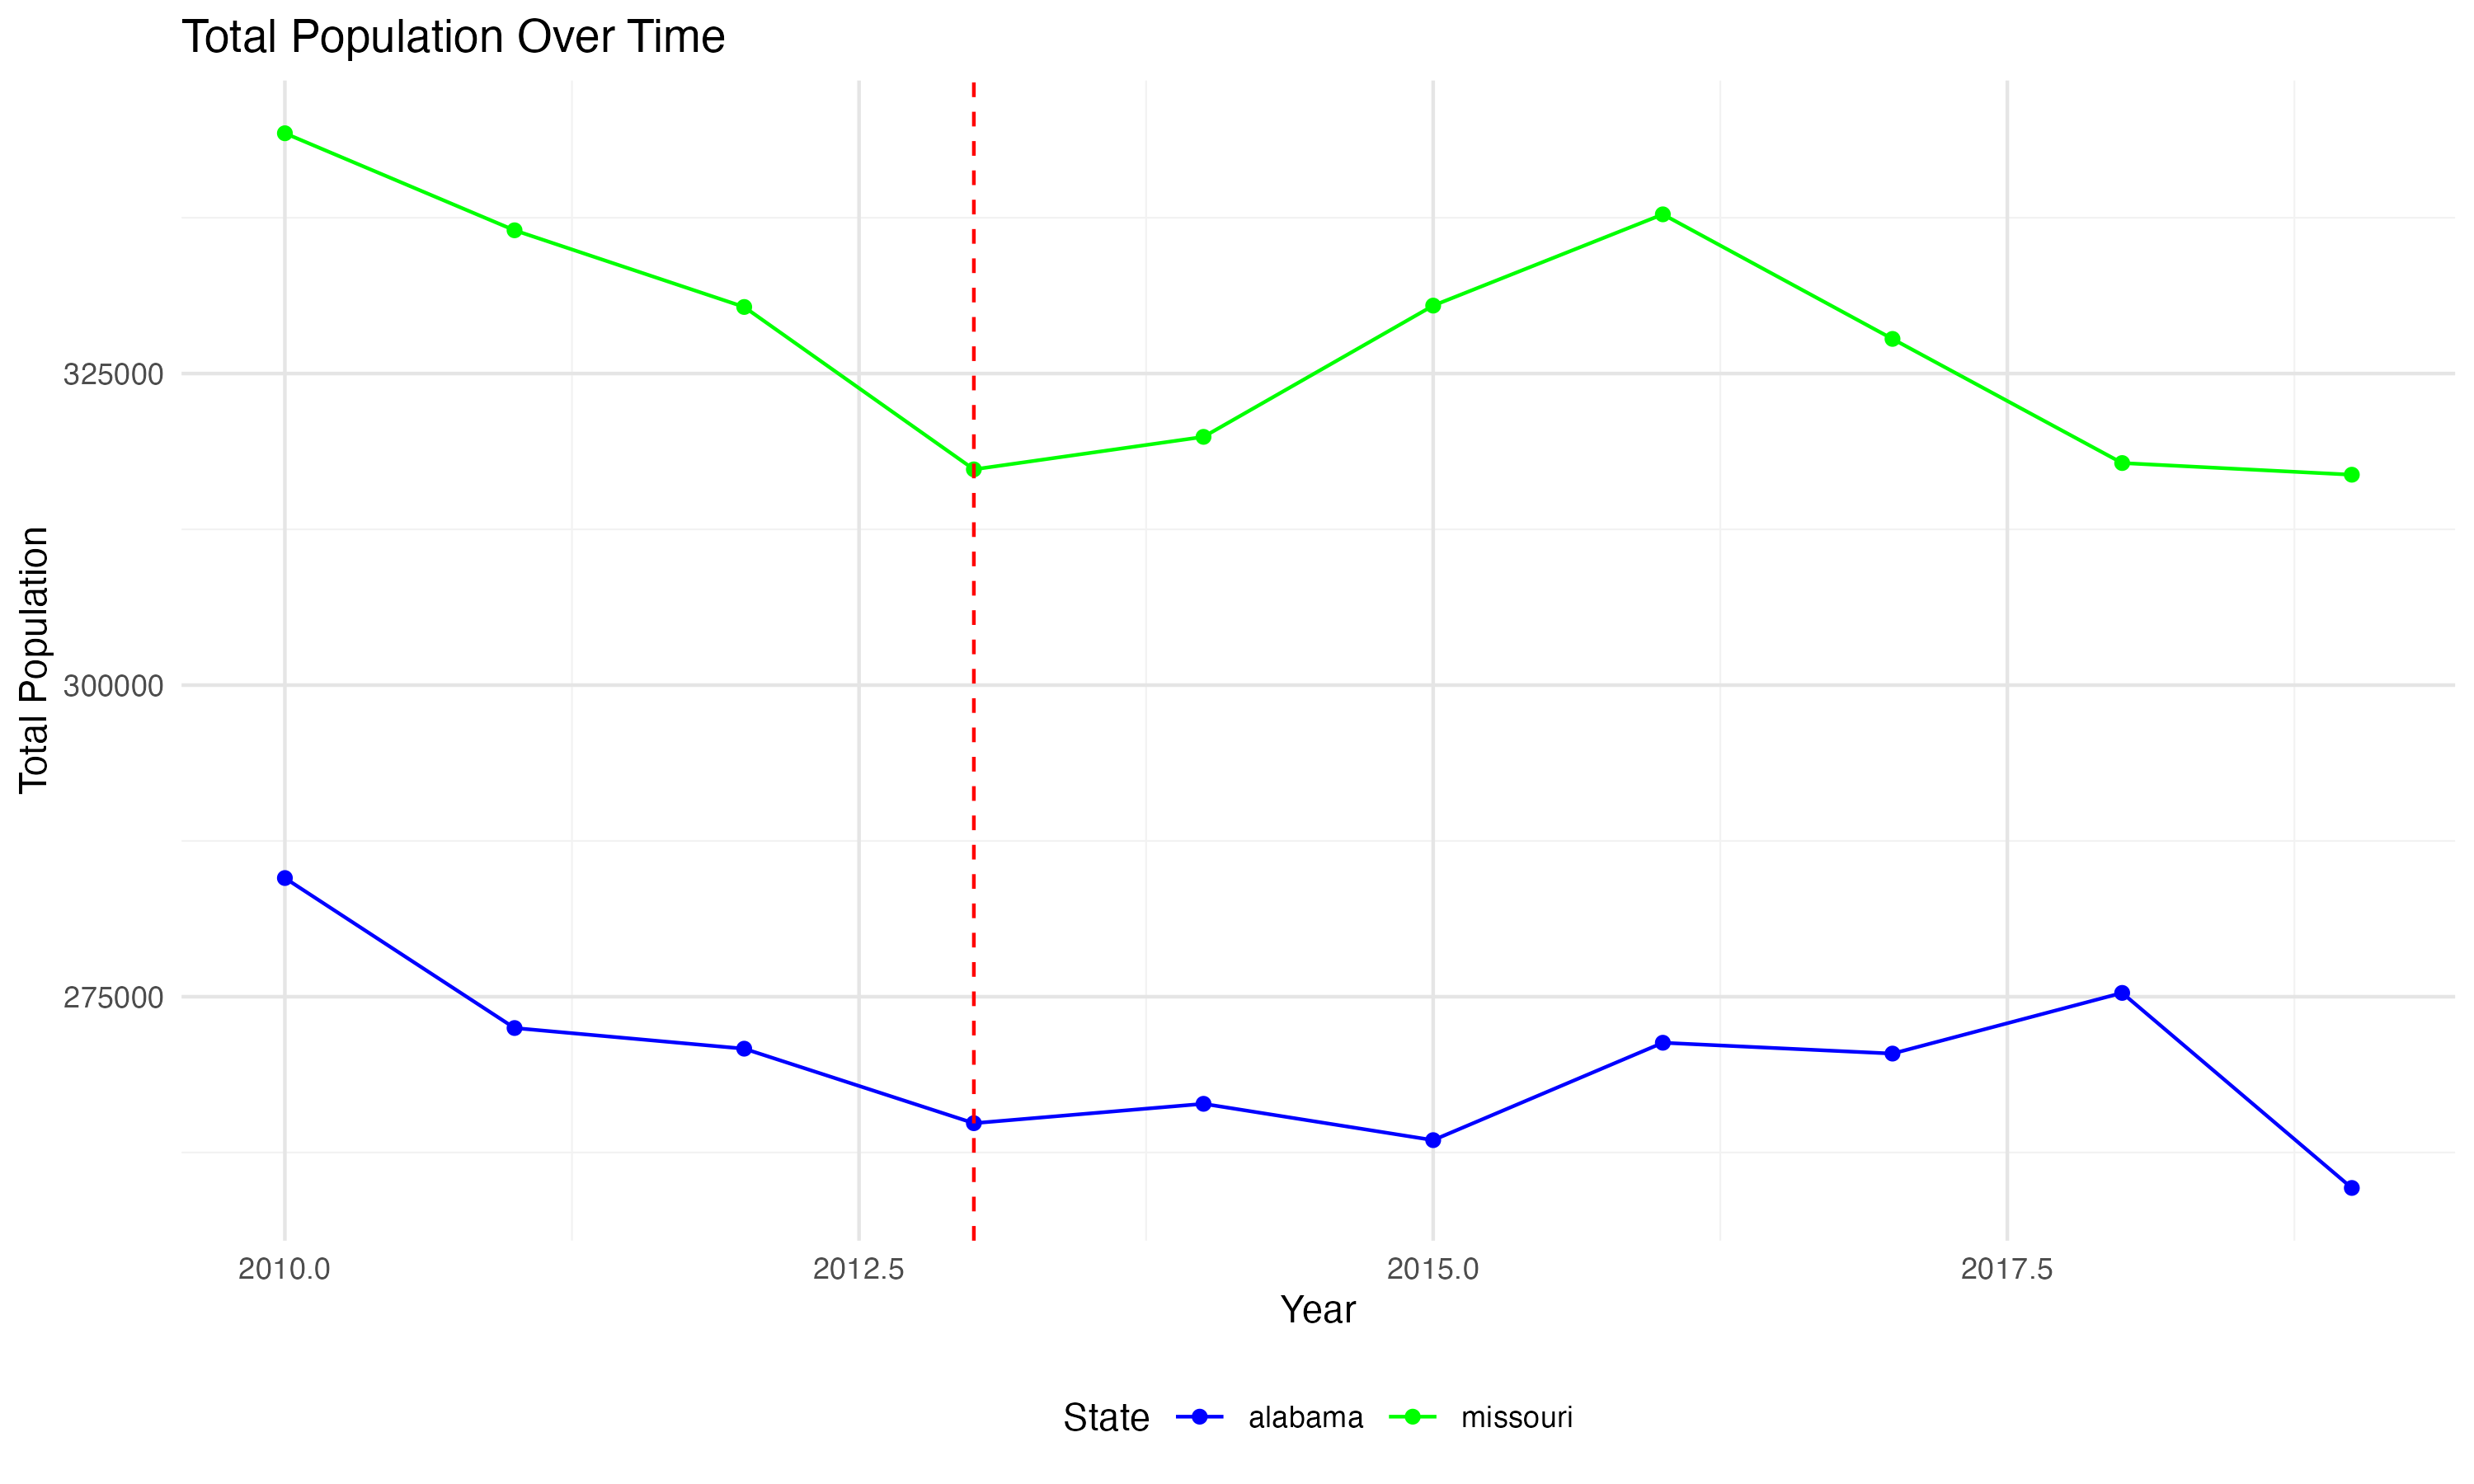 Total Population Over Time
Total Population
325000
300000
275000
2010.0 2012.5 2015.0 2017.5
Year
State alabama missouri